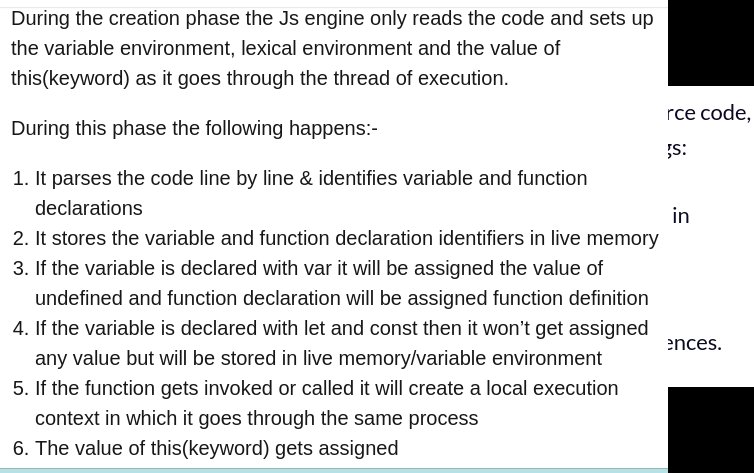 During the creation phase the Js engine only reads the code and sets up
the variable environment, lexical environment and the value of
this(keyword) as it goes through the thread of execution.
During this phase the following happens:-
1. It parses the code line by line & identifies variable and function
declarations
2. It stores the variable and function declaration identifiers in live memory
3. If the variable is declared with var it will be assigned the value of
undefined and function declaration will be assigned function definition
4. If the variable is declared with let and const then it won’t get assigned
any value but will be stored in live memory/variable environment
5. If the function gets invoked or called it will create a local execution
context in which it goes through the same process
6. The value of this(keyword) gets assigned
code,
in